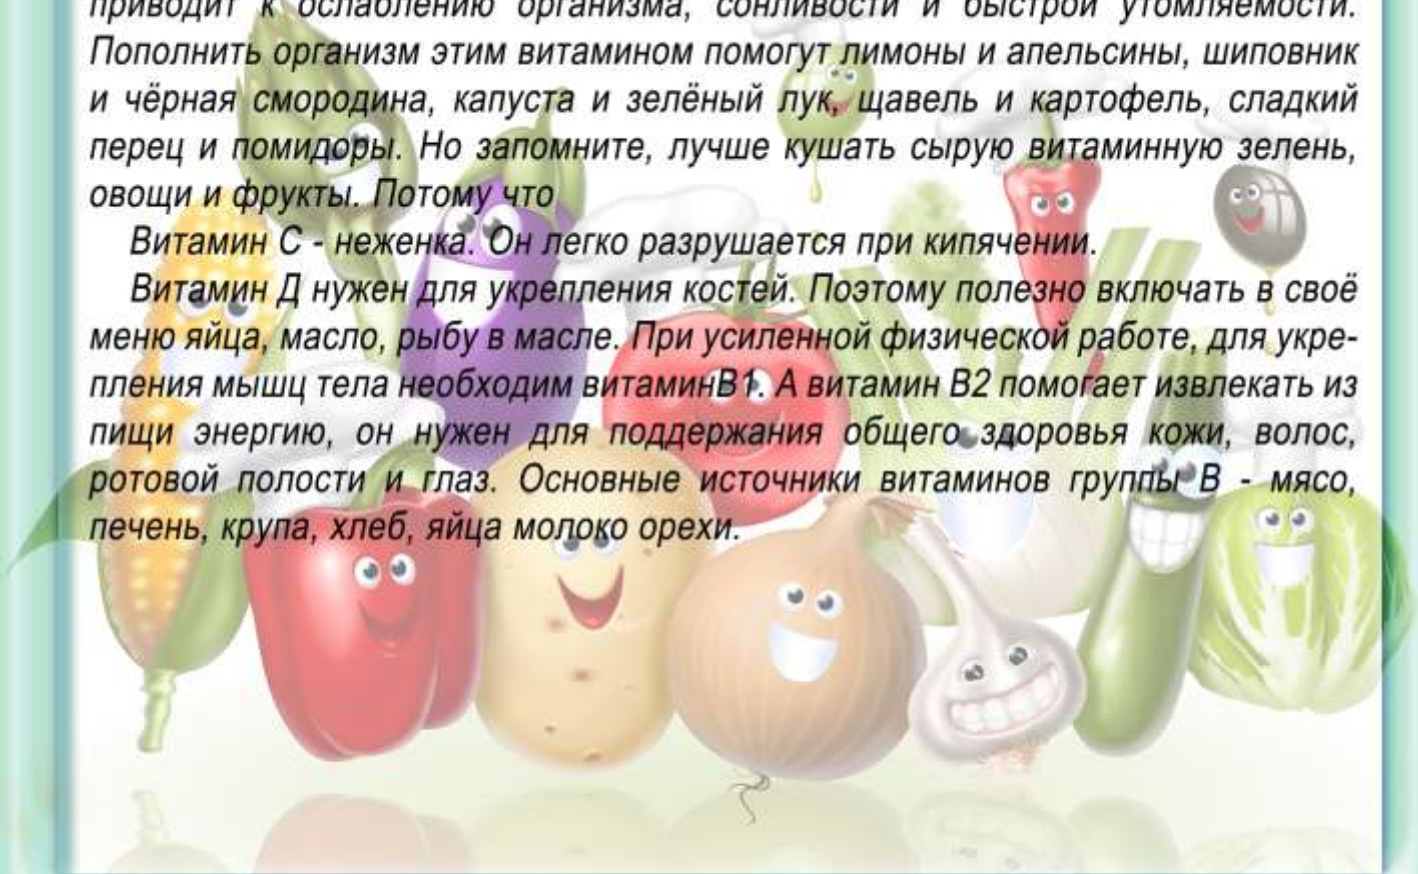 приводит к ослаблению организма, сонливости и быстрой утомляемости.
Пополнить организм этим витамином помогут лимоны и апельсины, шиповник
и чёрная смородина, капуста и зелёный лук, щавель и картофель, сладкий
перец и помидоры. Но запомните, лучше кушать сырую витаминную зелень,
овощи и фрукты. Потому что
Витамин С - неженка. Он легко разрушается при кипячении.
Витамин Д нужен для укрепления костей. Поэтому полезно включать в своё
меню яйца, масло, рыбу в масле. При усиленной физической работе, для укре-
пления мышц тела необходим витаминВ1. А витамин В2 помогает извлекать из
пищи энергию, он нужен для поддержания общего здоровья кожи, волос,
ротовой полости и глаз. Основные источники витаминов группы В - мясо,
печень, крупа, хлеб, яйца молоко орехи.